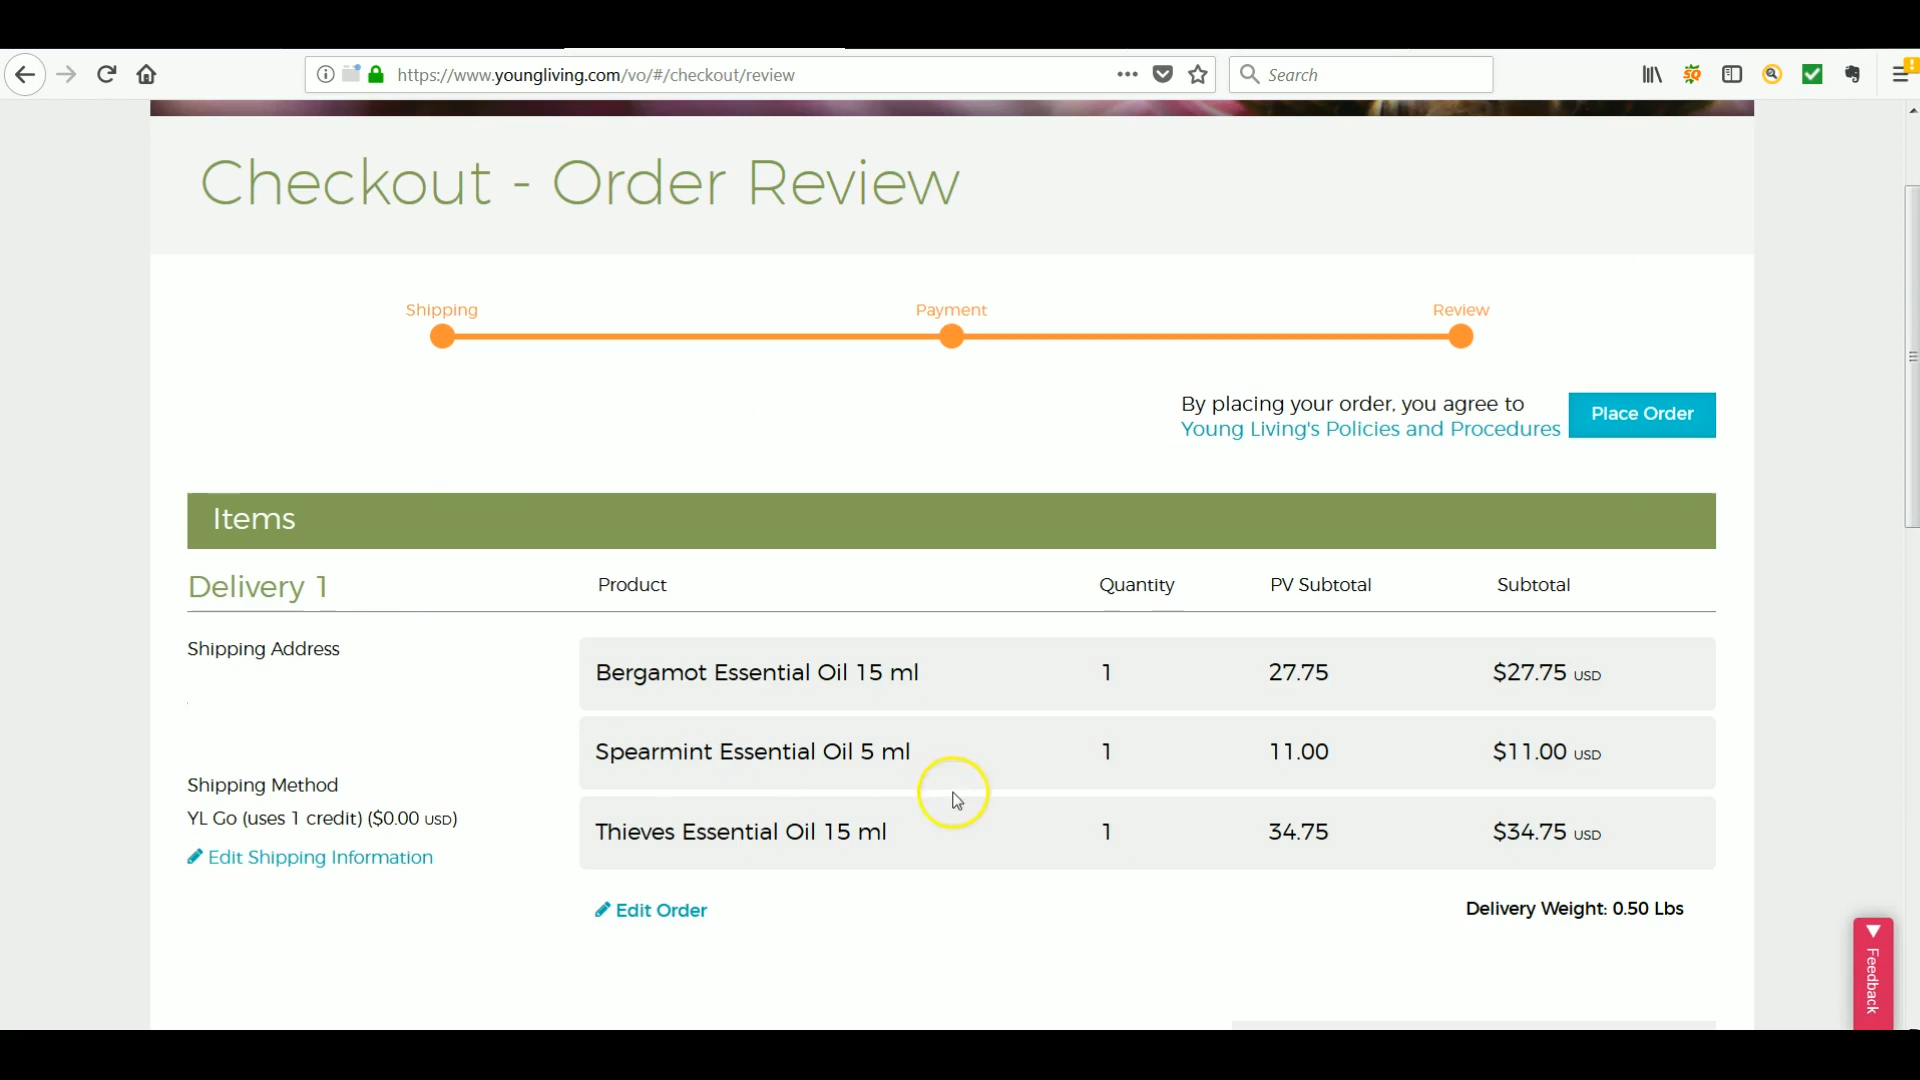 https://www.youngliving.com/vo/#/checkout/review
Search
Checkout - Order Review
Shipping
Payment
Review
By placing your order, you agree to
Young Living's Policies and Procedures
Place Order
Items
Delivery 1
Product
Quantity
PV Subtotal
Subtotal
Shipping Address
Bergamot Essential Oil 15 ml
1
27.75
$27.75 USD
Spearmint Essential Oil 5 ml
1
11.00
$11.00 USD
Shipping Method
YL Go (uses 1 credit) ($0.00 USD)
Edit Shipping Information
Thieves Essential Oil 15 ml
1
34.75
$34.75 USD
Edit Order
Delivery Weight: 0.50 Lbs
Feedback